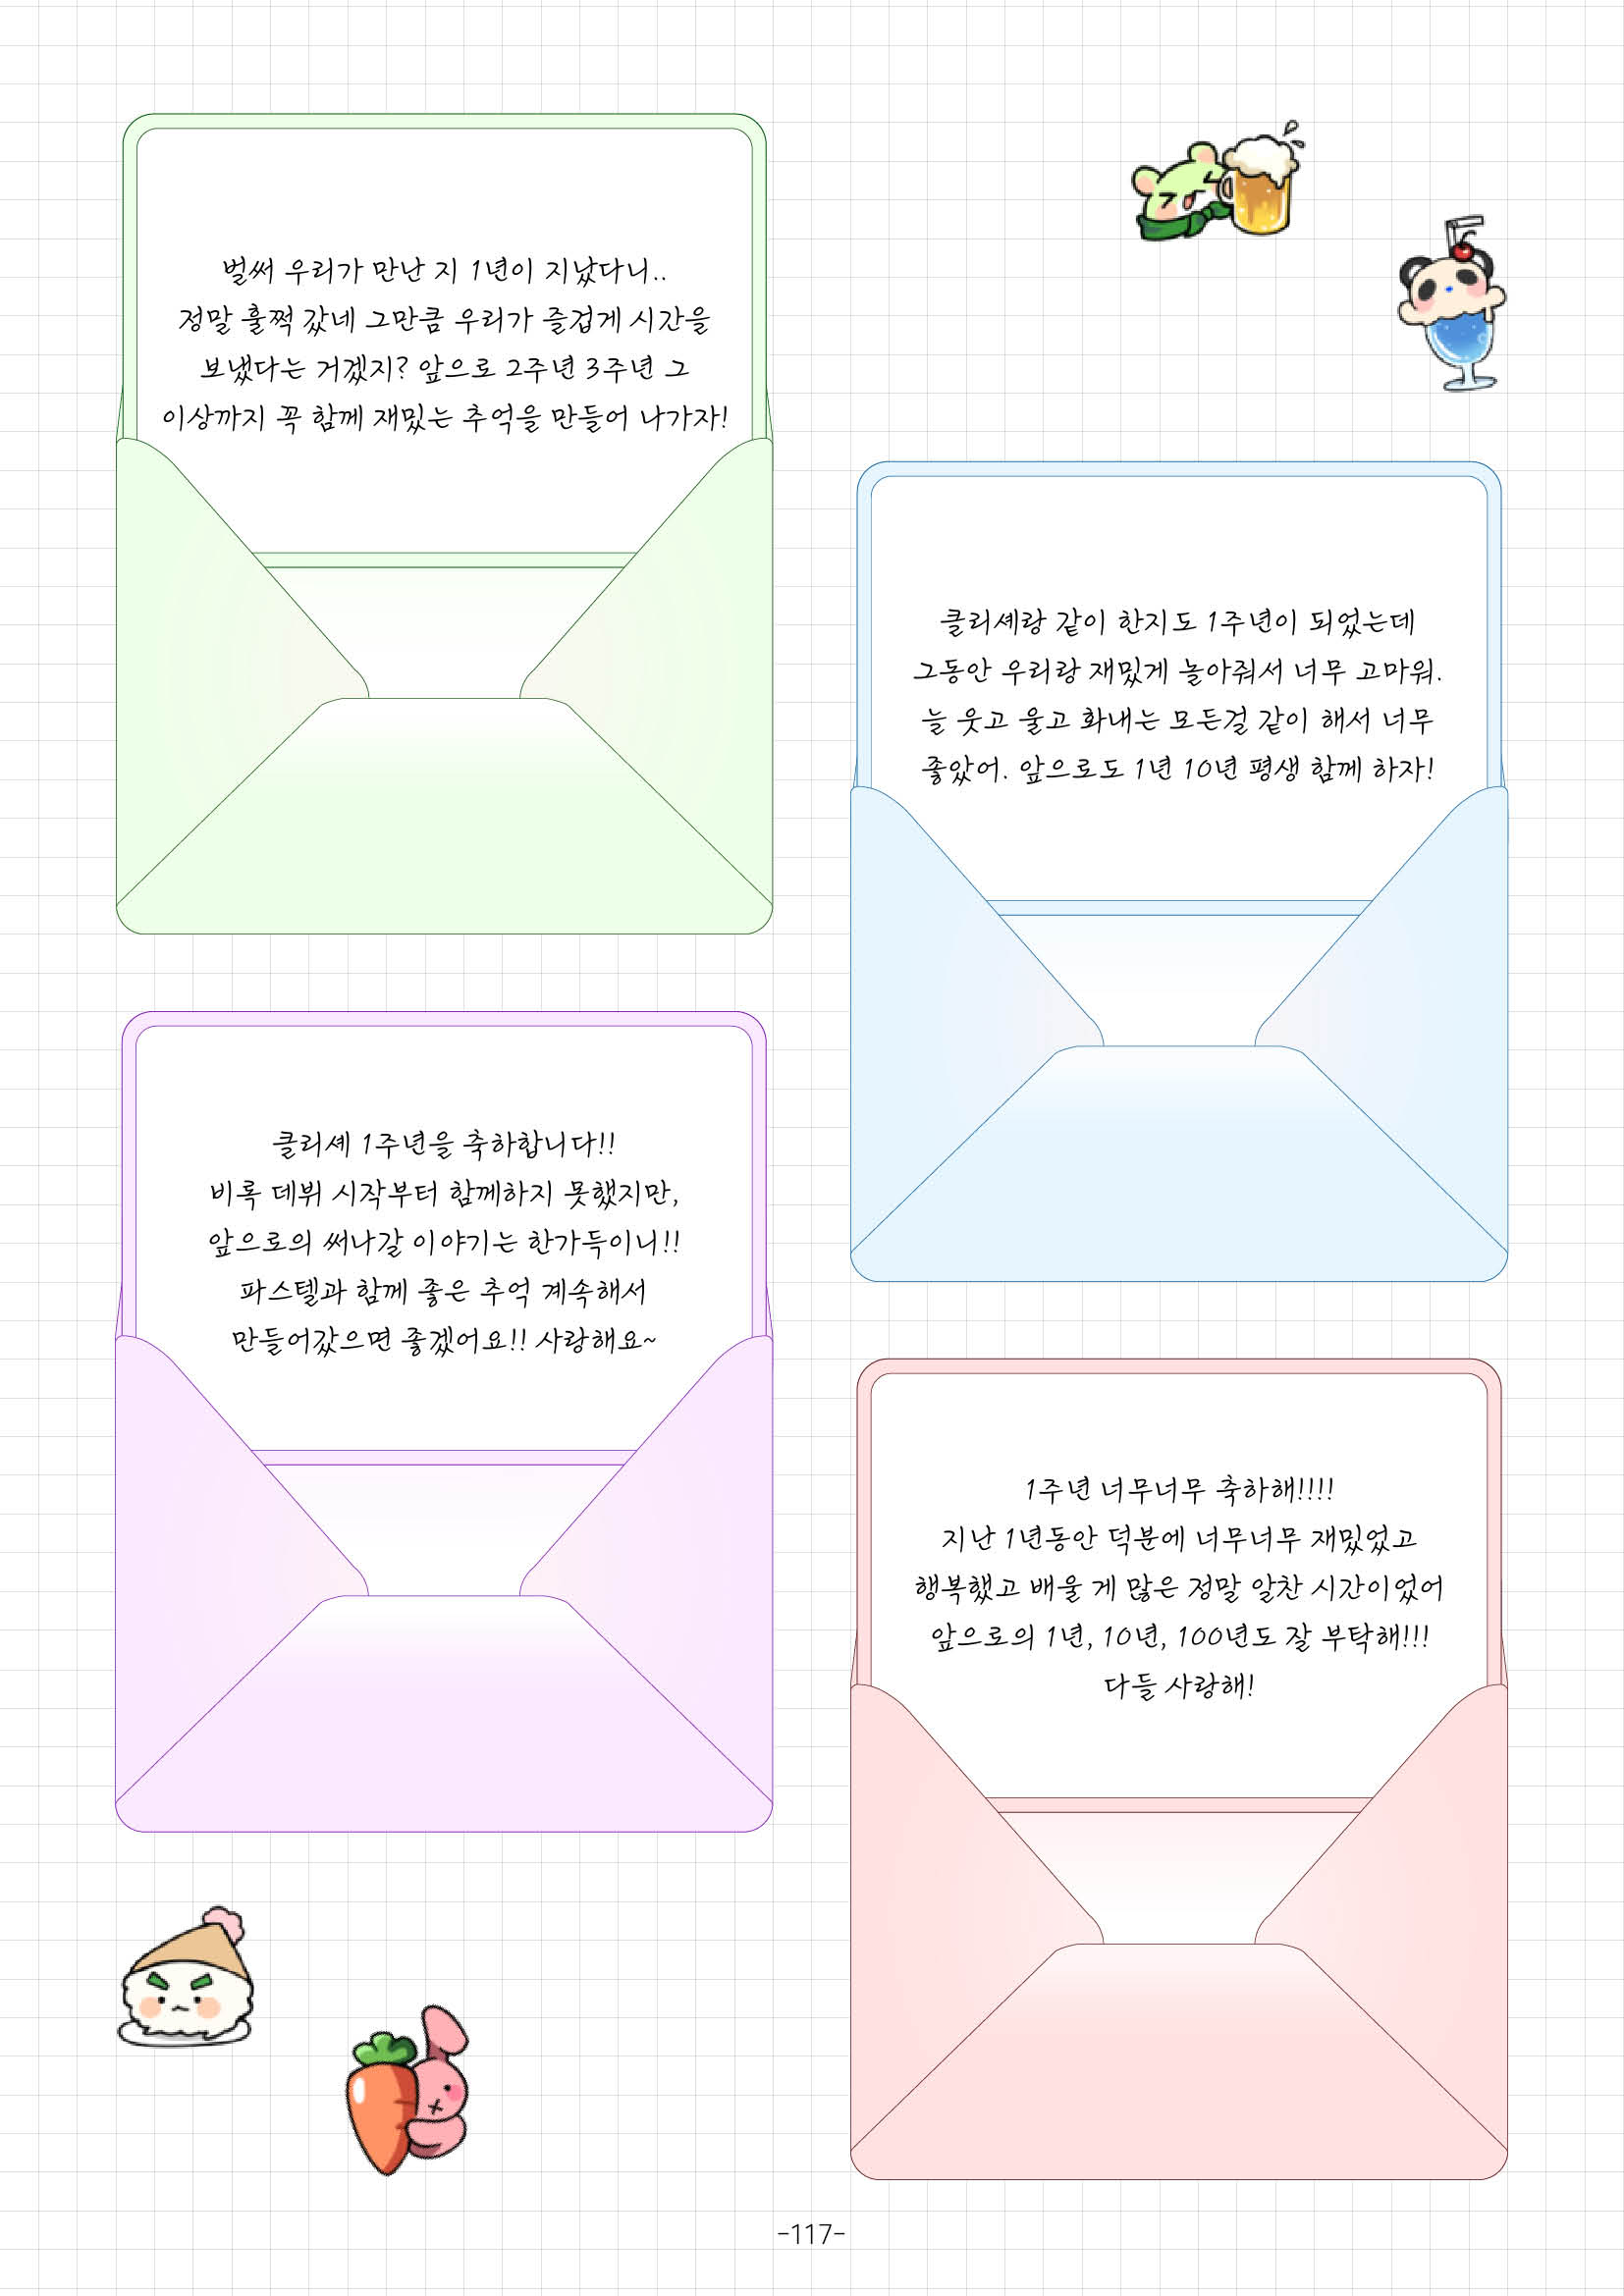 벌써 우리가 만난 지 1년이 지났다니..
정말 훌쩍 갔네 그만큼 우리가 즐겁게 시간을
보냈다는 거겠지? 앞으로 2주년 3주년 그
이상까지 꼭 함께 재밌는 추억을 만들어 나가자!
클리셰랑 같이 한지도 1주년이 되었는데
그동안 우리랑 재밌게 놀아줘서 너무 고마워.
늘 웃고 울고 화내는 모든걸 같이 해서 너무
좋았어. 앞으로도 1년 10년 평생 함께 하자!
클리셰 1주년을 축하합니다!!
비록 데뷔 시작부터 함께하지 못했지만,
앞으로의 써나갈 이야기는 한가득이니!!
파스텔과 함께 좋은 추억 계속해서
만들어갔으면 좋겠어요!! 사랑해요~
1주년 너무너무 축하해!!!!
지난 1년동안 덕분에 너무너무 재밌었고
행복했고 배울 게 많은 정말 알찬 시간이었어
앞으로의 1년, 10년, 100년도 잘 부탁해!!!
다들 사랑해!
-117-